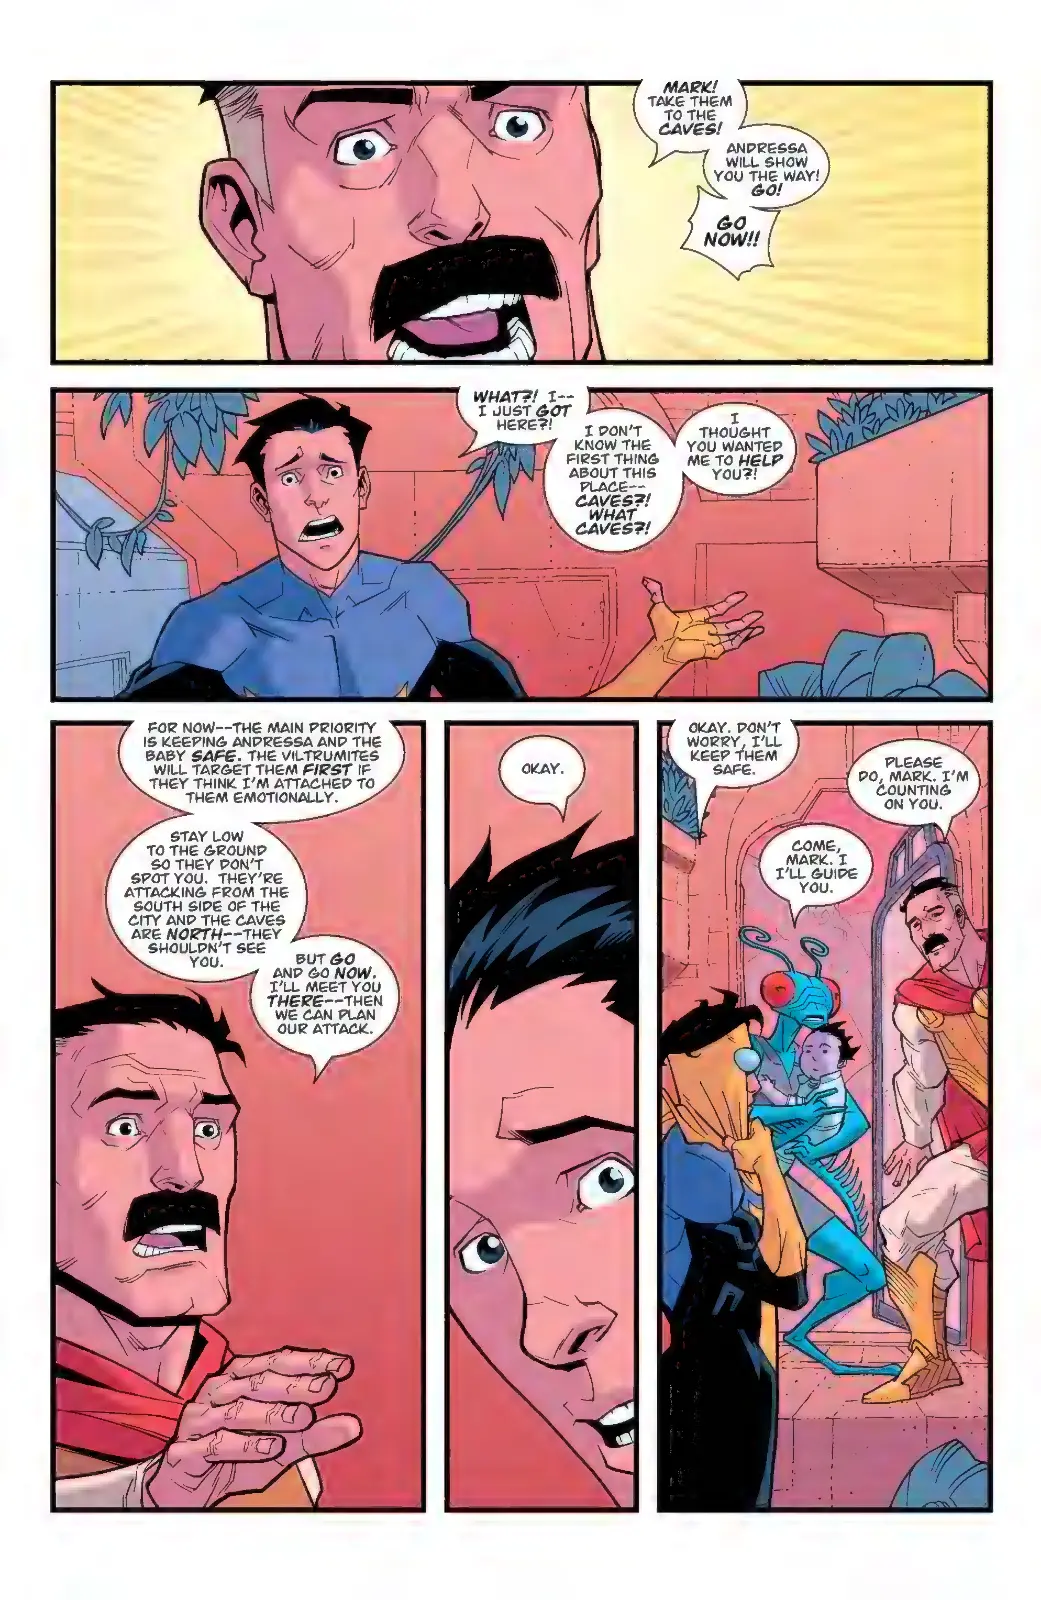 MARK!
TAKE THEM
TO THE
CAVES!
ANDRESSA
WILL SHOW
YOU THE WAY!
GO!
GO
NOW!!
WHAT?! I--
I JUST GOT
HERE?!
I DON'T
KNOW THE
FIRST THING
ABOUT THIS
PLACE--
CAVES?!
WHAT
CAVES?!
I
THOUGHT
YOU WANTED
ME TO HELP
YOU?!
FOR NOW--THE MAIN PRIORITY
IS KEEPING ANDRESSA AND THE
BABY SAFE. THE VILTRUMITES
WILL TARGET THEM FIRST IF
THEY THINK I'M ATTACHED TO
THEM EMOTIONALLY.
STAY LOW
TO THE GROUND
SO THEY DON'T
SPOT YOU. THEY'RE
ATTACKING FROM THE
SOUTH SIDE OF THE
CITY AND THE CAVES
ARE NORTH--THEY
SHOULDN'T SEE
YOU.
BUT GO
AND GO NOW.
I'LL MEET YOU
THERE--THEN
WE CAN PLAN
OUR ATTACK.
OKAY.
OKAY. DON'T
WORRY, I'LL
KEEP THEM
SAFE.
PLEASE
DO, MARK. I'M
COUNTING
ON YOU.
COME,
MARK. I
I'LL GUIDE
YOU.